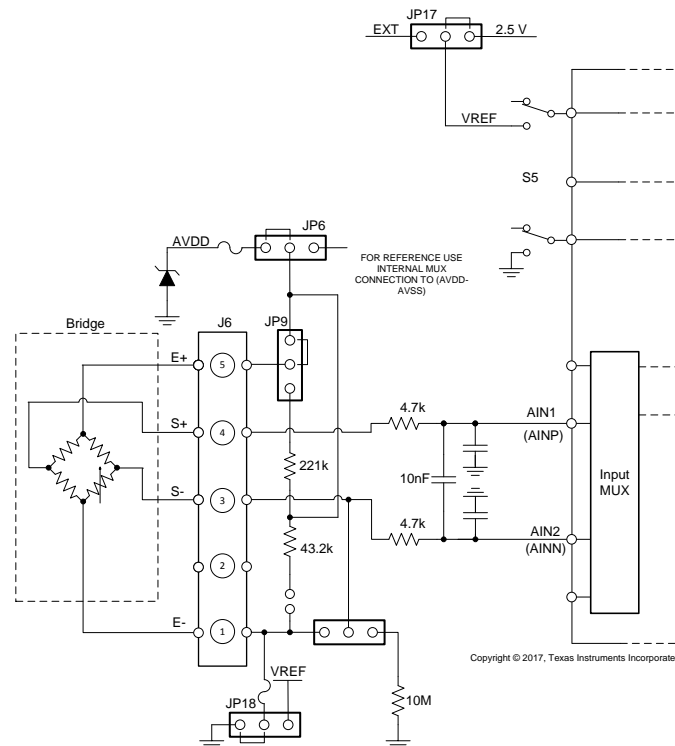 JP17
EXT
2.5 V
VREF
S5
JP6
AVDD
FOR REFERENCE USE
INTERNAL MUX
CONNECTION TO (AVDD-
AVSS)
Bridge
J6
JP9
E+
5
S+
4
4.7k
AIN1
(AINP)
221k
10nF
Input
MUX
S-
3
4.7k
AIN2
(AINN)
43.2k
2
E-
1
Copyright © 2017, Texas Instruments Incorporate
VREF
JP18
10M